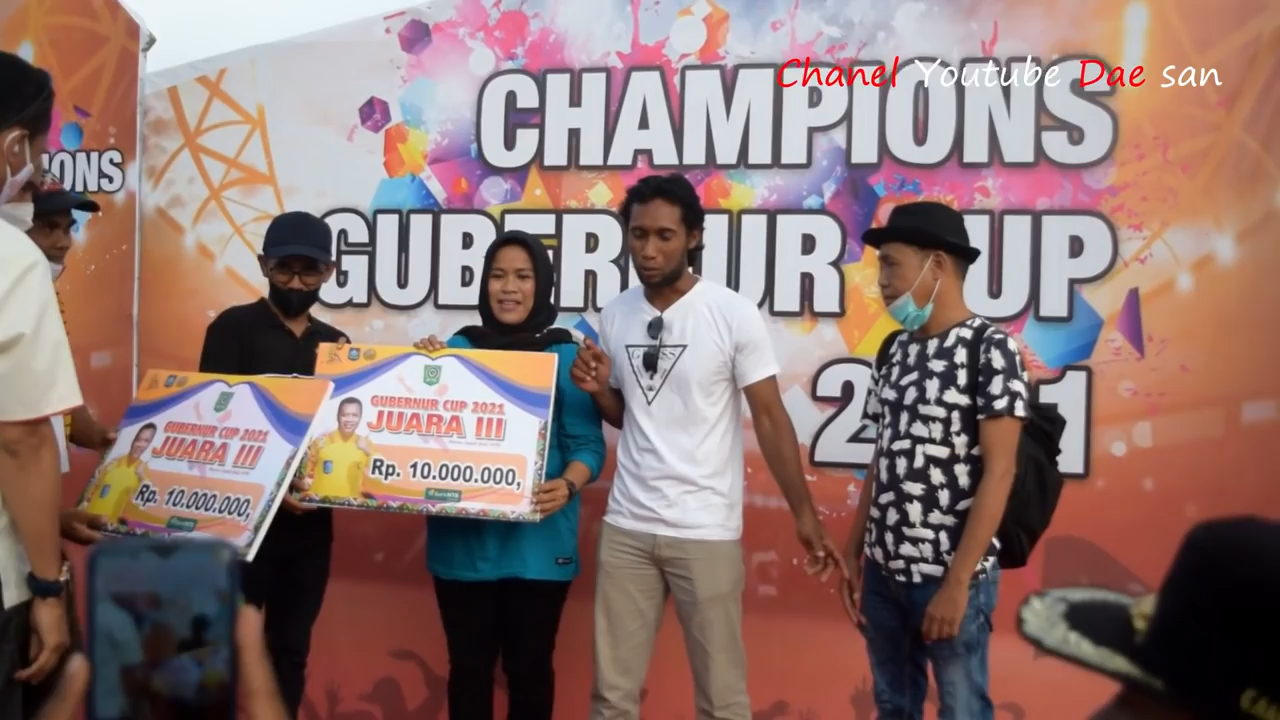 Chanel Youtube Dae san
CHAMPIONS
GUBERNUR CUP
2021
IONS
GUBERNUR CUP 2021
JUARA III
Rp. 10.000.000,
GUBERNUR CUP 2021
JUARA III
Rp. 10.000.000,
GUESS